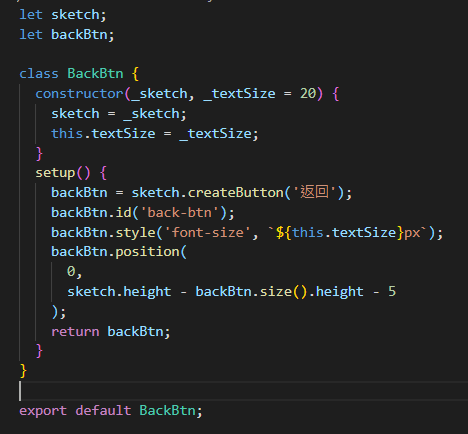 let sketch;
let backBtn;
class BackBtn {
constructor(_sketch, _textSize = 20) {
sketch = _sketch;
this.textSize = _textSize;
}
setup() {
backBtn = sketch.createButton('返回');
backBtn.id('back-btn');
backBtn.style('font-size', `${this.textSize}px`);
backBtn.position(
0,
sketch.height - backBtn.size().height - 5
);
return backBtn;
}
}
export default BackBtn;